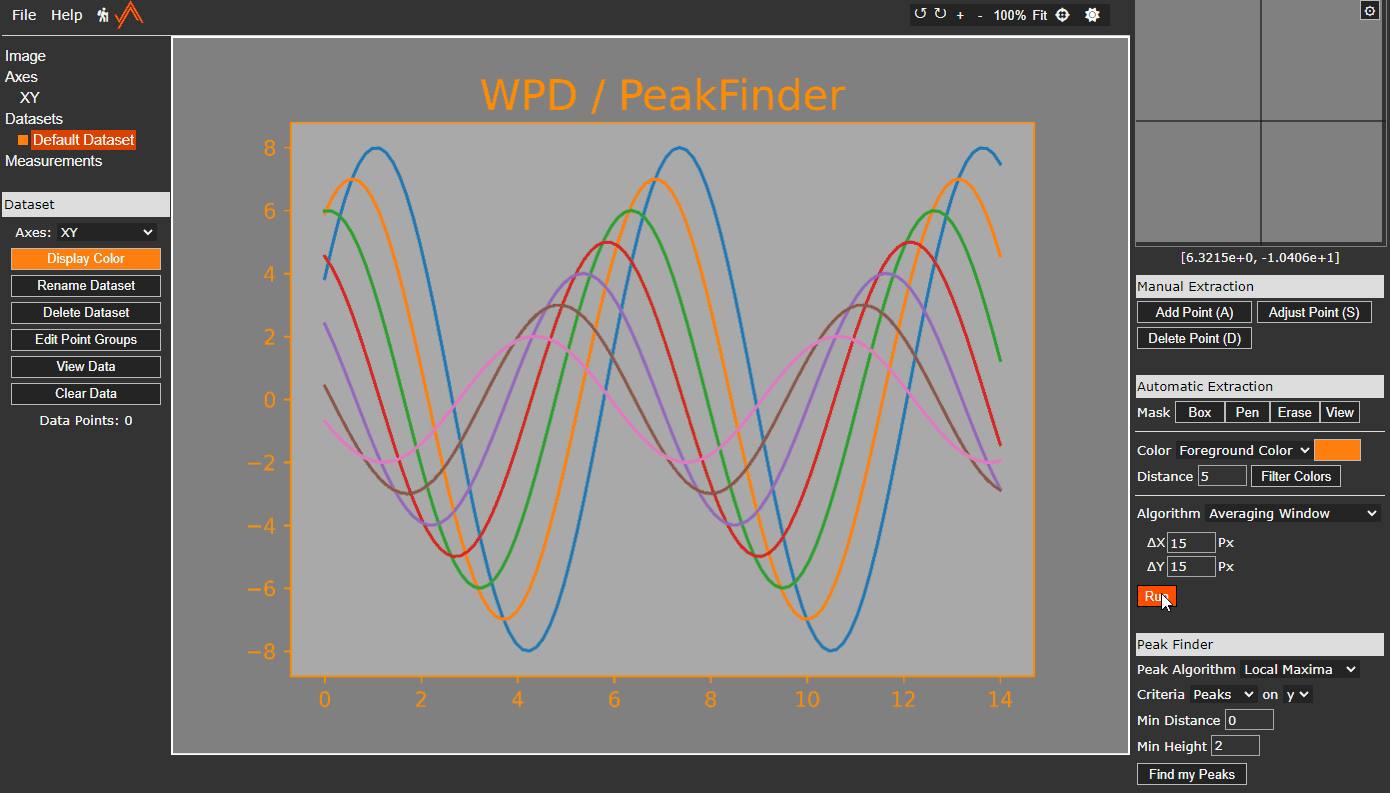 File Help
+ - 100% Fit
Image
Axes
XY
Datasets
Default Dataset
Measurements
Dataset
Axes: XY
Display Color
Rename Dataset
Delete Dataset
Edit Point Groups
View Data
Clear Data
Data Points: 0
WPD / PeakFinder
8
6
4
2
0
−2
−4
−6
−8
0 2 4 6 8 10 12 14
[6.3215e+0, -1.0406e+1]
Manual Extraction
Add Point (A) Adjust Point (S)
Delete Point (D)
Automatic Extraction
Mask Box Pen Erase View
Color Foreground Color
Distance 5 Filter Colors
Algorithm Averaging Window
ΔX 15 Px
ΔY 15 Px
Run
Peak Finder
Peak Algorithm Local Maxima
Criteria Peaks on y
Min Distance 0
Min Height 2
Find my Peaks